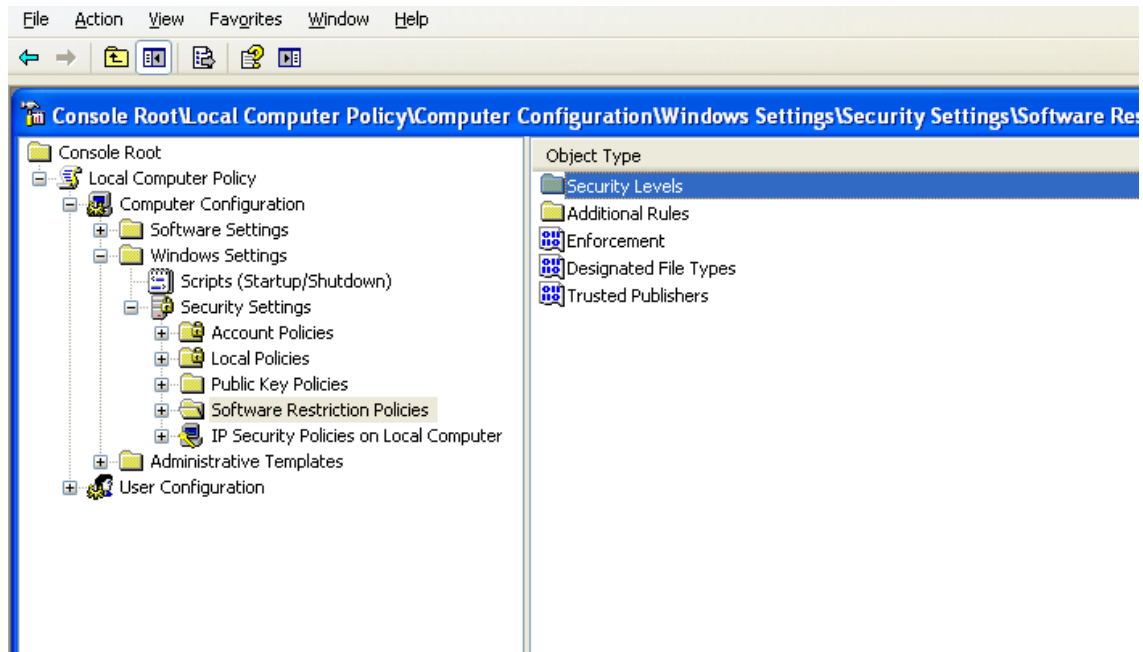 File Action View Favorites Window Help
Console Root\Local Computer Policy\Computer Configuration\Windows Settings\Security Settings\Software Res
Console Root
Local Computer Policy
Computer Configuration
Software Settings
Windows Settings
Scripts (Startup/Shutdown)
Security Settings
Account Policies
Local Policies
Public Key Policies
Software Restriction Policies
IP Security Policies on Local Computer
Administrative Templates
User Configuration
Object Type
Security Levels
Additional Rules
Enforcement
Designated File Types
Trusted Publishers